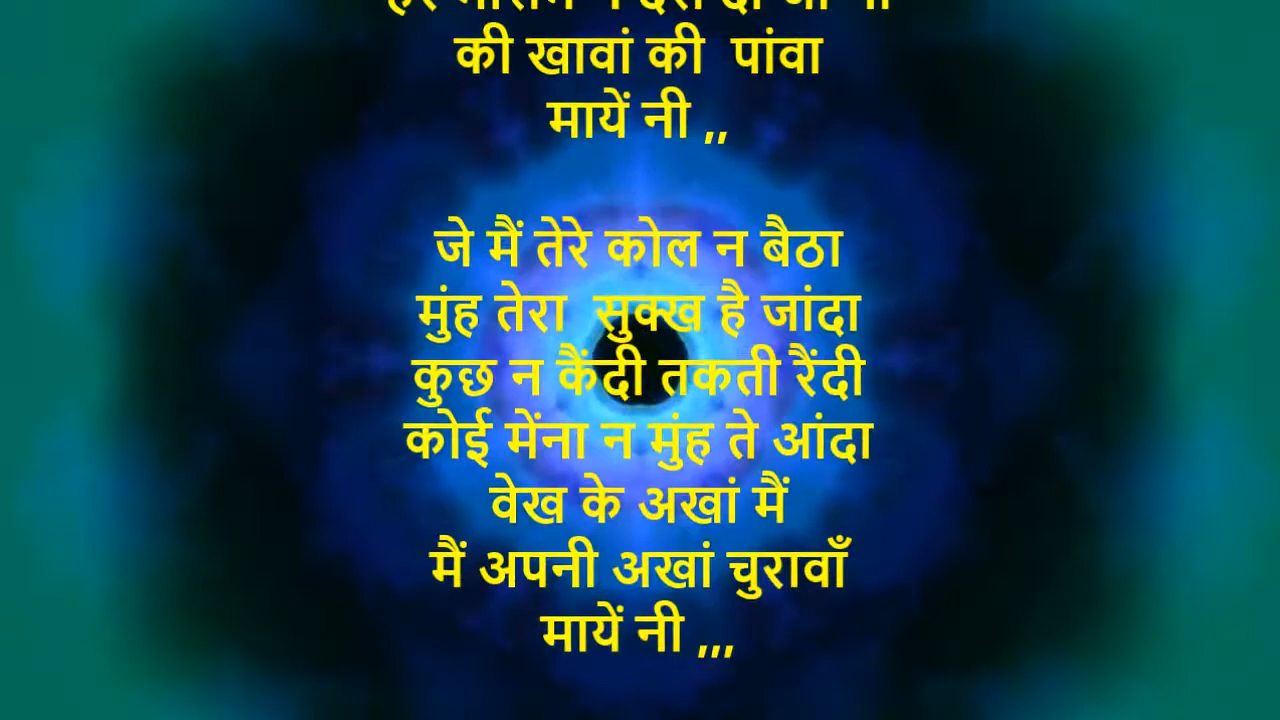 की खावां की पांवा
मायें नी ,,
जे मैं तेरे कोल न बैठा
मुंह तेरा सुक्ख है जांदा
कुछ न कैंदी तकती रैंदी
कोई मेंना न मुंह ते आंदा
वेख के अखां मैं
मैं अपनी अखां चुरावाँ
मायें नी ,,,